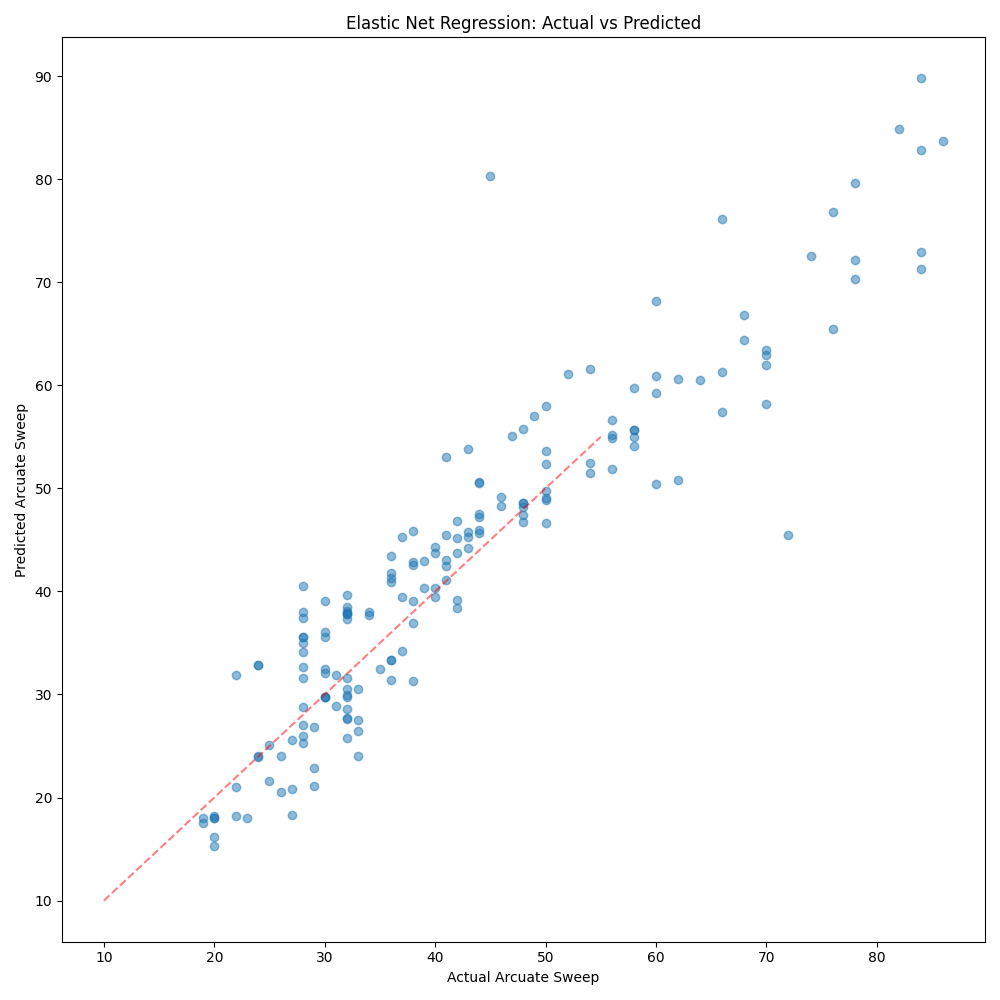 Elastic Net Regression: Actual vs Predicted
90
80
70
60
50
40
30
20
10
Predicted Arcuate Sweep
10 20 30 40 50 60 70 80
Actual Arcuate Sweep